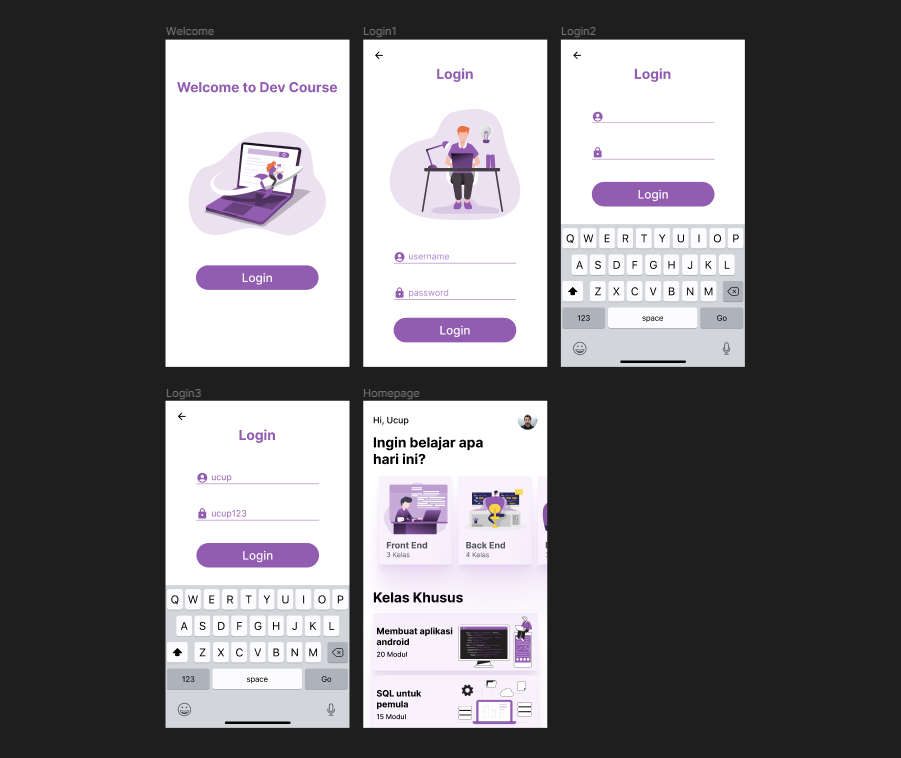 Welcome
Welcome to Dev Course
Login
Login1
Login
username
password
Login
Login2
Login
Login
Q W E R T Y U I O P
A S D F G H J K L
Z X C V B N M
123 space Go
Login3
Login
ucup
ucup123
Login
Q W E R T Y U I O P
A S D F G H J K L
Z X C V B N M
123 space Go
Homepage
Hi, Ucup
Ingin belajar apa
hari ini?
Front End
3 Kelas
Back End
4 Kelas
Kelas Khusus
Membuat aplikasi
android
20 Modul
SQL untuk
pemula
15 Modul